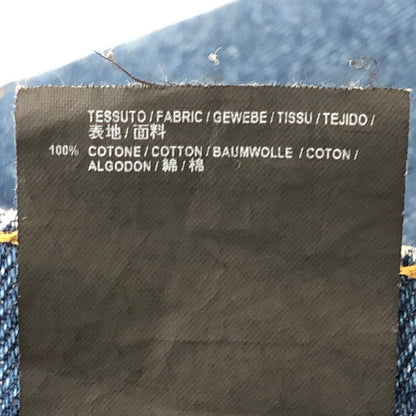 TESSUTO / FABRIC / GEWEBE / TISSU / TEJIDO /
表地 / 面料
100% COTONE / COTTON / BAUMWOLLE / COTON /
ALGODON / 綿 / 棉